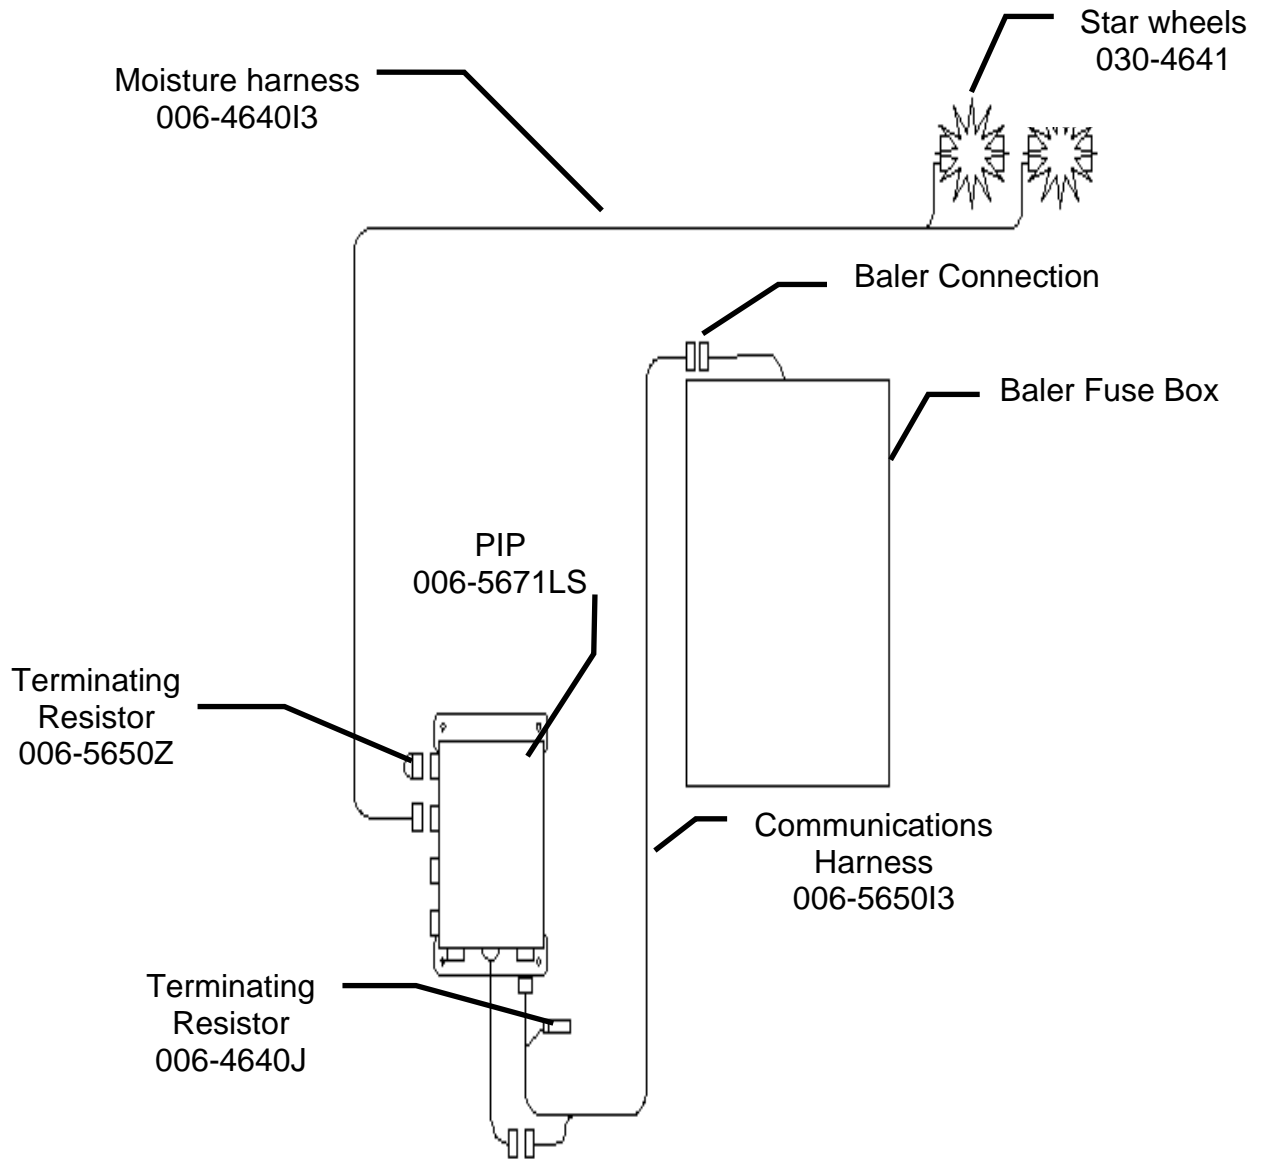 Star wheels
030-4641
Moisture harness
006-4640I3
Baler Connection
Baler Fuse Box
PIP
006-5671LS
Terminating
Resistor
006-5650Z
Communications
Harness
006-5650I3
Terminating
Resistor
006-4640J